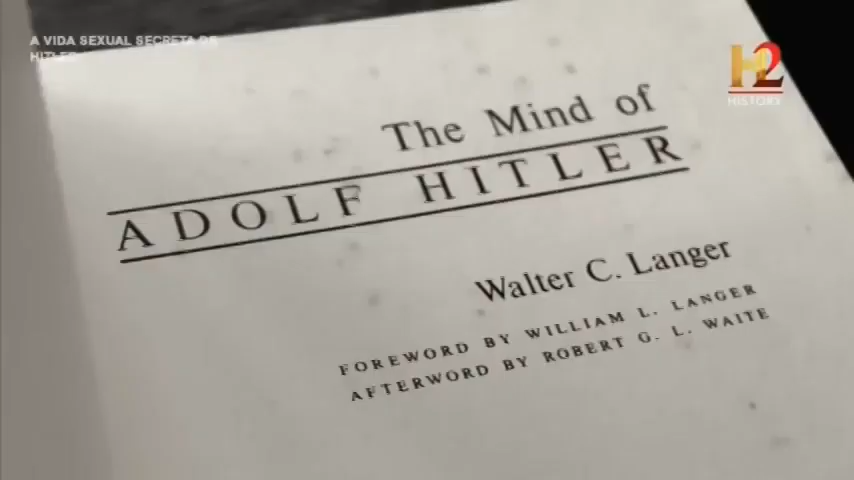 A VIDA SEXUAL SECRETA DE
HITLER
H2
HISTORY
The Mind of
ADOLF HITLER
Walter C. Langer
FOREWORD BY WILLIAM L. LANGER
AFTERWORD BY ROBERT G. L. WAITE